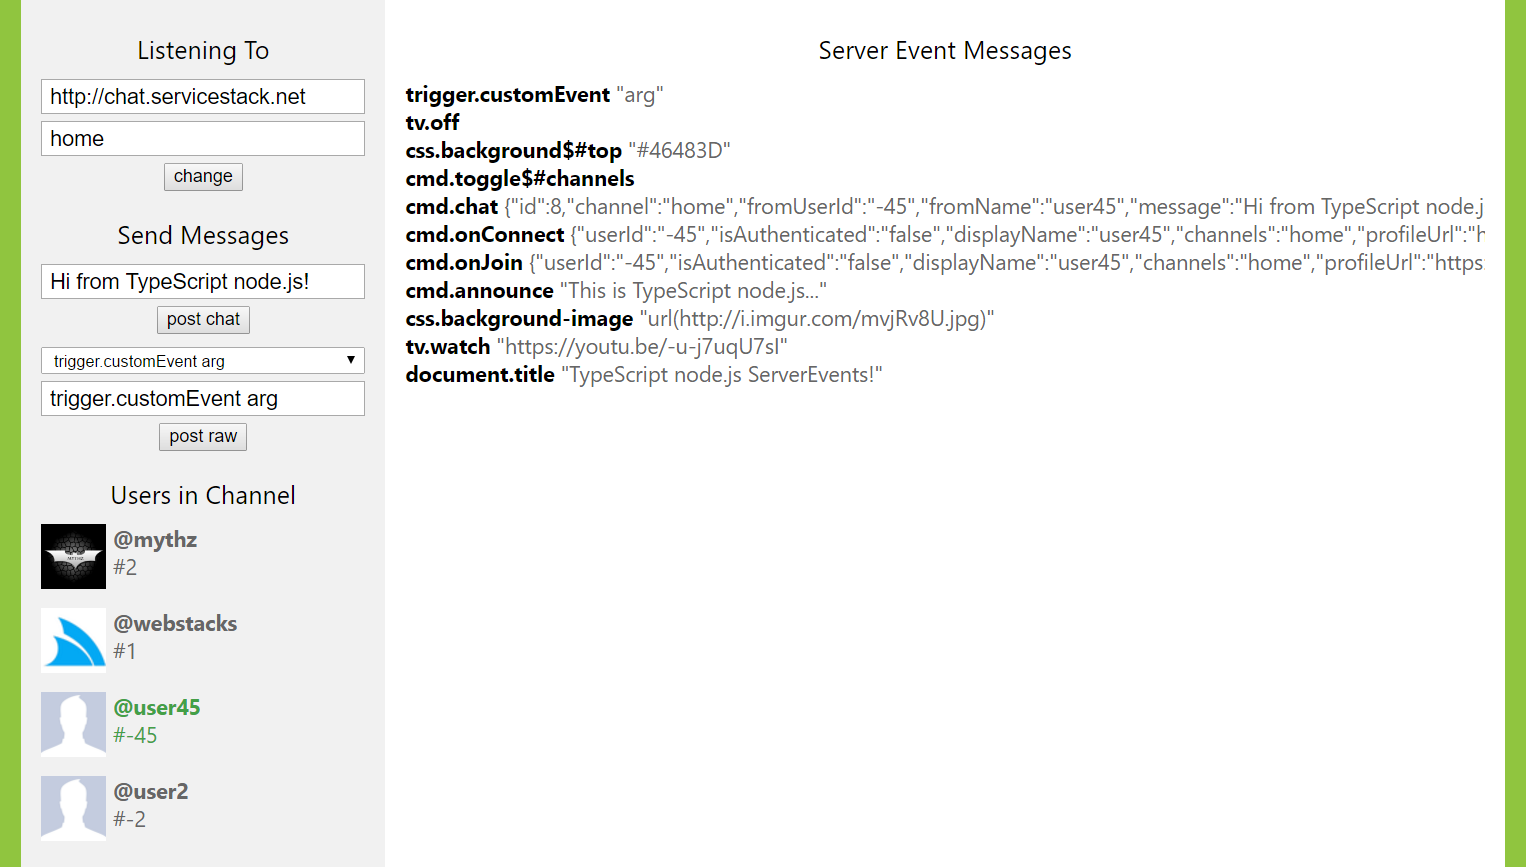 Listening To
http://chat.servicestack.net
home
change
Send Messages
Hi from TypeScript node.js!
post chat
trigger.customEvent arg
trigger.customEvent arg
post raw
Users in Channel
@mythz
#2
@webstacks
#1
@user45
#-45
@user2
#-2
Server Event Messages
trigger.customEvent "arg"
tv.off
css.background$#top "#46483D"
cmd.toggle$#channels
cmd.chat {"id":8,"channel":"home","fromUserId":"-45","fromName":"user45","message":"Hi from TypeScript node.j
cmd.onConnect {"userId":"-45","isAuthenticated":"false","displayName":"user45","channels":"home","profileUrl":"h
cmd.onJoin {"userId":"-45","isAuthenticated":"false","displayName":"user45","channels":"home","profileUrl":"https:
cmd.announce "This is TypeScript node.js..."
css.background-image "url(http://i.imgur.com/mvjRv8U.jpg)"
tv.watch "https://youtu.be/-u-j7uqU7sI"
document.title "TypeScript node.js ServerEvents!"